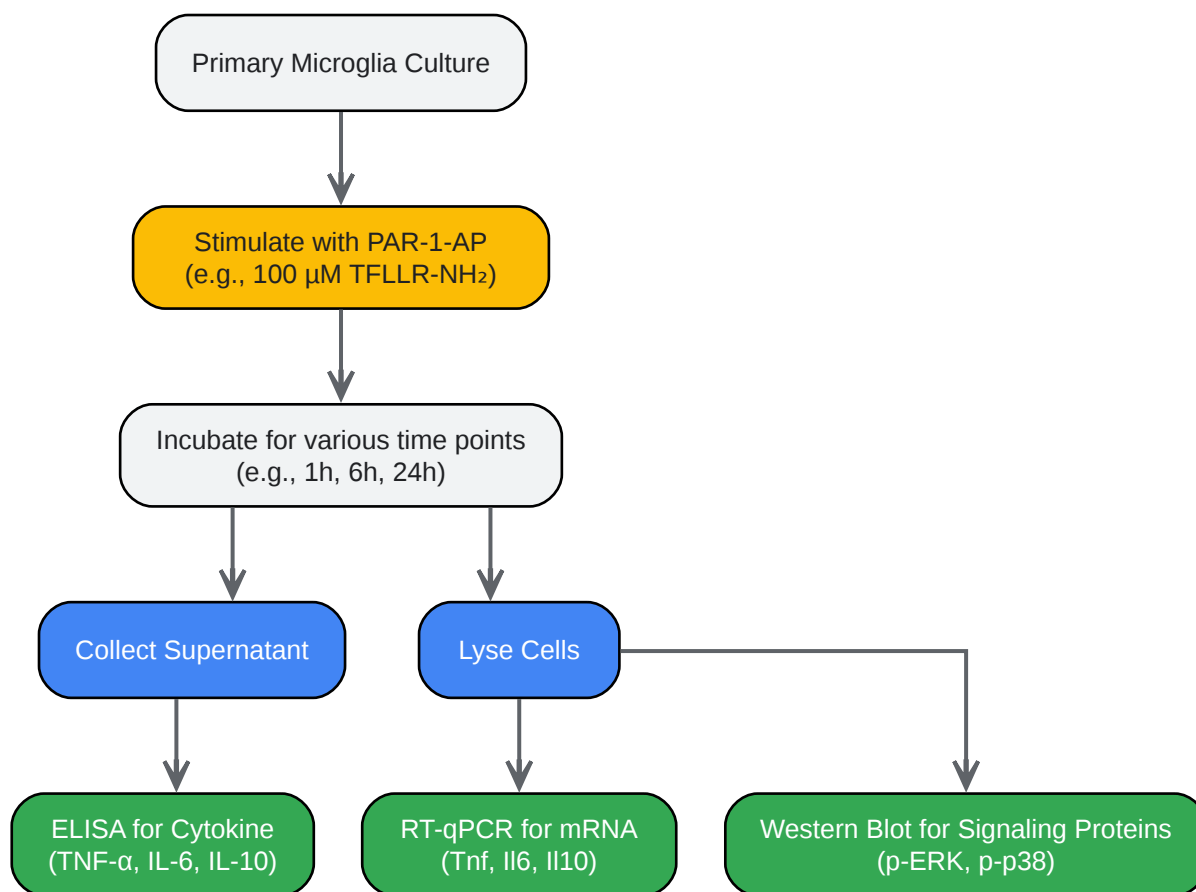 Primary Microglia Culture
Stimulate with PAR-1-AP
(e.g., 100 µM TFLLR-NH₂)
Incubate for various time points
(e.g., 1h, 6h, 24h)
Collect Supernatant
Lyse Cells
ELISA for Cytokine
(TNF-α, IL-6, IL-10)
RT-qPCR for mRNA
(Tnf, Il6, Il10)
Western Blot for Signaling Proteins
(p-ERK, p-p38)